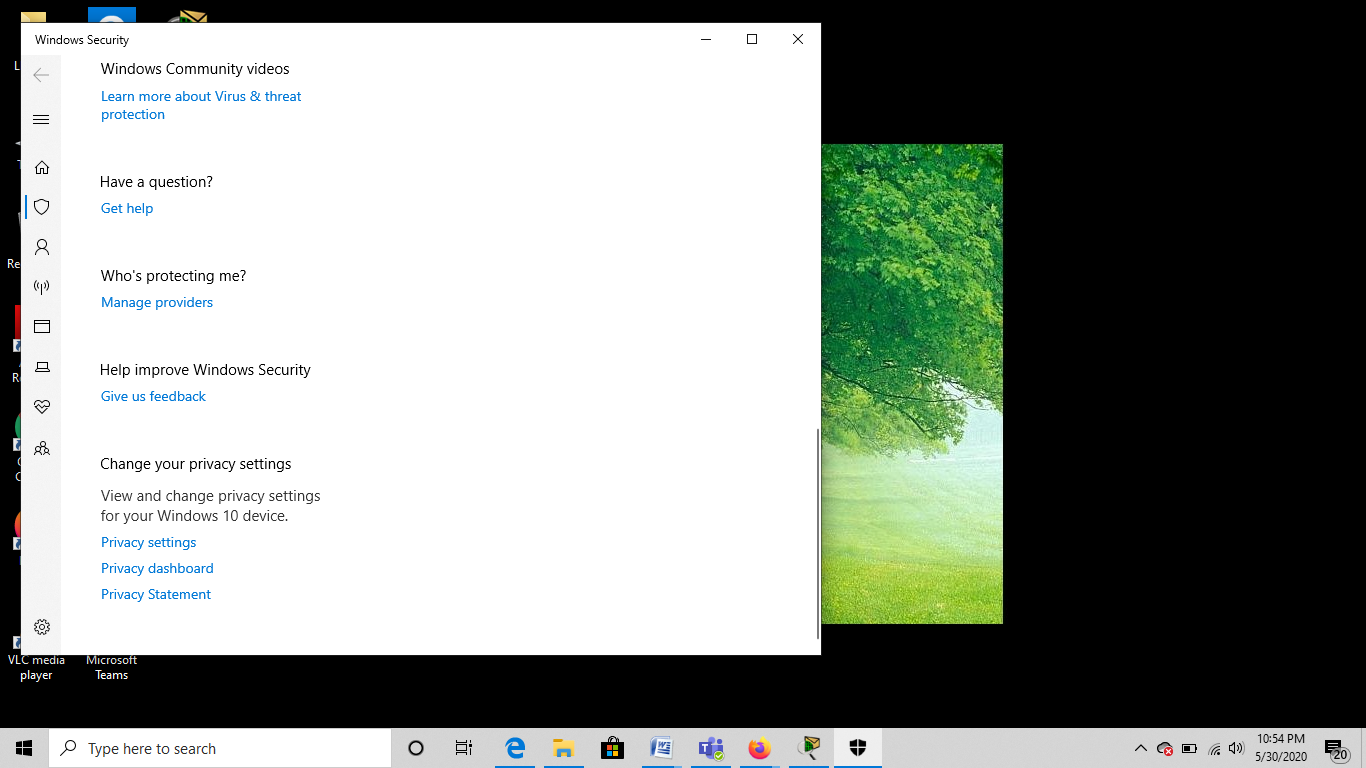 Windows Security
Windows Community videos
Learn more about Virus & threat
protection
Have a question?
Get help
Who's protecting me?
Manage providers
Help improve Windows Security
Give us feedback
Change your privacy settings
View and change privacy settings
for your Windows 10 device.
Privacy settings
Privacy dashboard
Privacy Statement
L
Re
VLC media
player
Microsoft
Teams
Type here to search
10:54 PM
5/30/2020
20